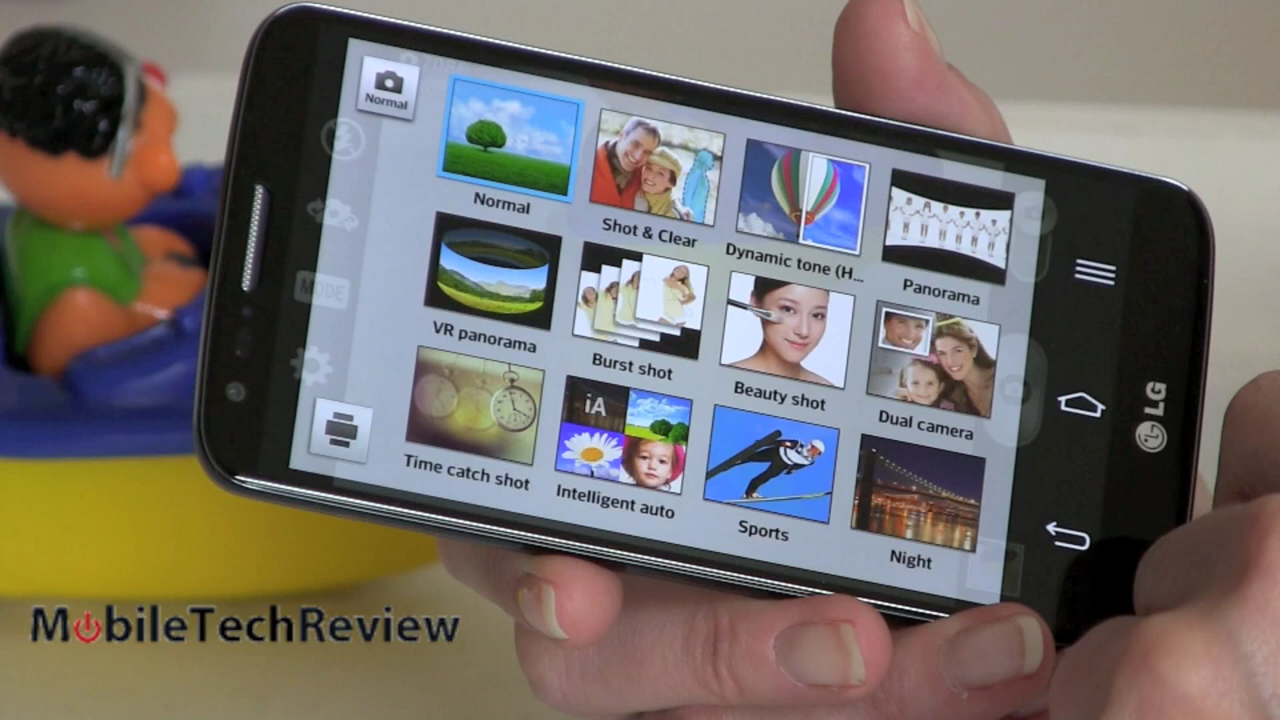 Normal
Normal
Shot & Clear
Dynamic tone (H...
Panorama
VR panorama
Burst shot
Beauty shot
Dual camera
MODE
Time catch shot
iA
Intelligent auto
Sports
Night
LG
MobileTechReview